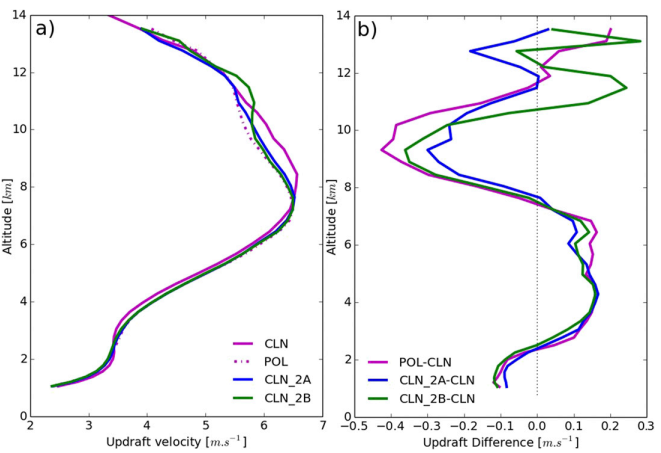 a)
14
12
10
8
6
4
2
0
Altitude [km]
CLN
POL
CLN_2A
CLN_2B
2 3 4 5 6 7
Updraft velocity [m.s⁻¹]
b)
14
12
10
8
6
4
2
0
Altitude [km]
POL-CLN
CLN_2A-CLN
CLN_2B-CLN
−0.5 −0.4 −0.3 −0.2 −0.1 0.0 0.1 0.2 0.3
Updraft Difference [m.s⁻¹]